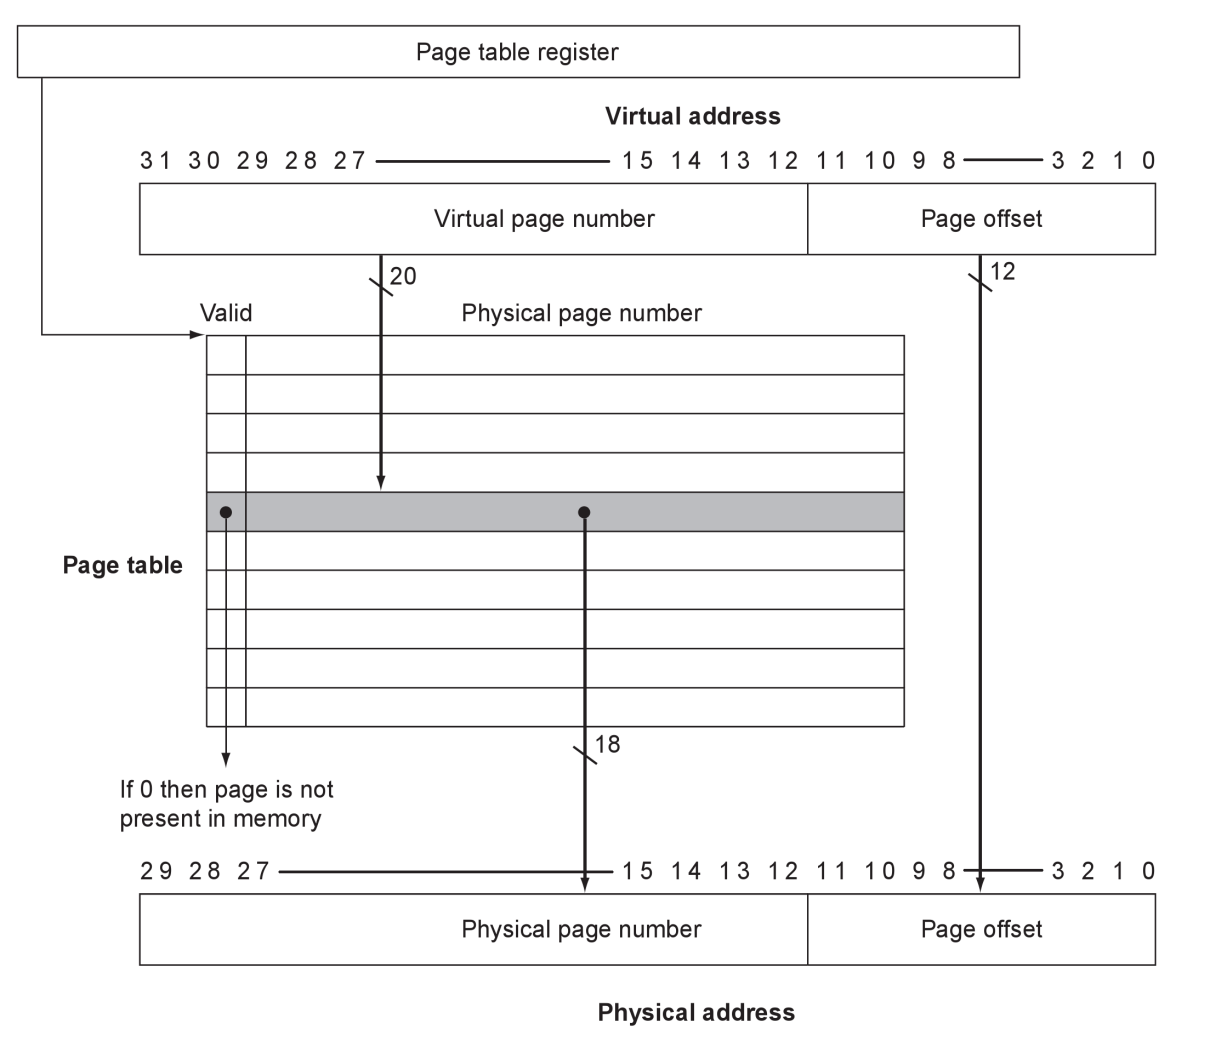 Page table register
Virtual address
31 30 29 28 27 15 14 13 12 11 10 9 8 3 2 1 0
Virtual page number Page offset
20 12
Valid Physical page number
Page table
18
If 0 then page is not
present in memory
29 28 27 15 14 13 12 11 10 9 8 3 2 1 0
Physical page number Page offset
Physical address